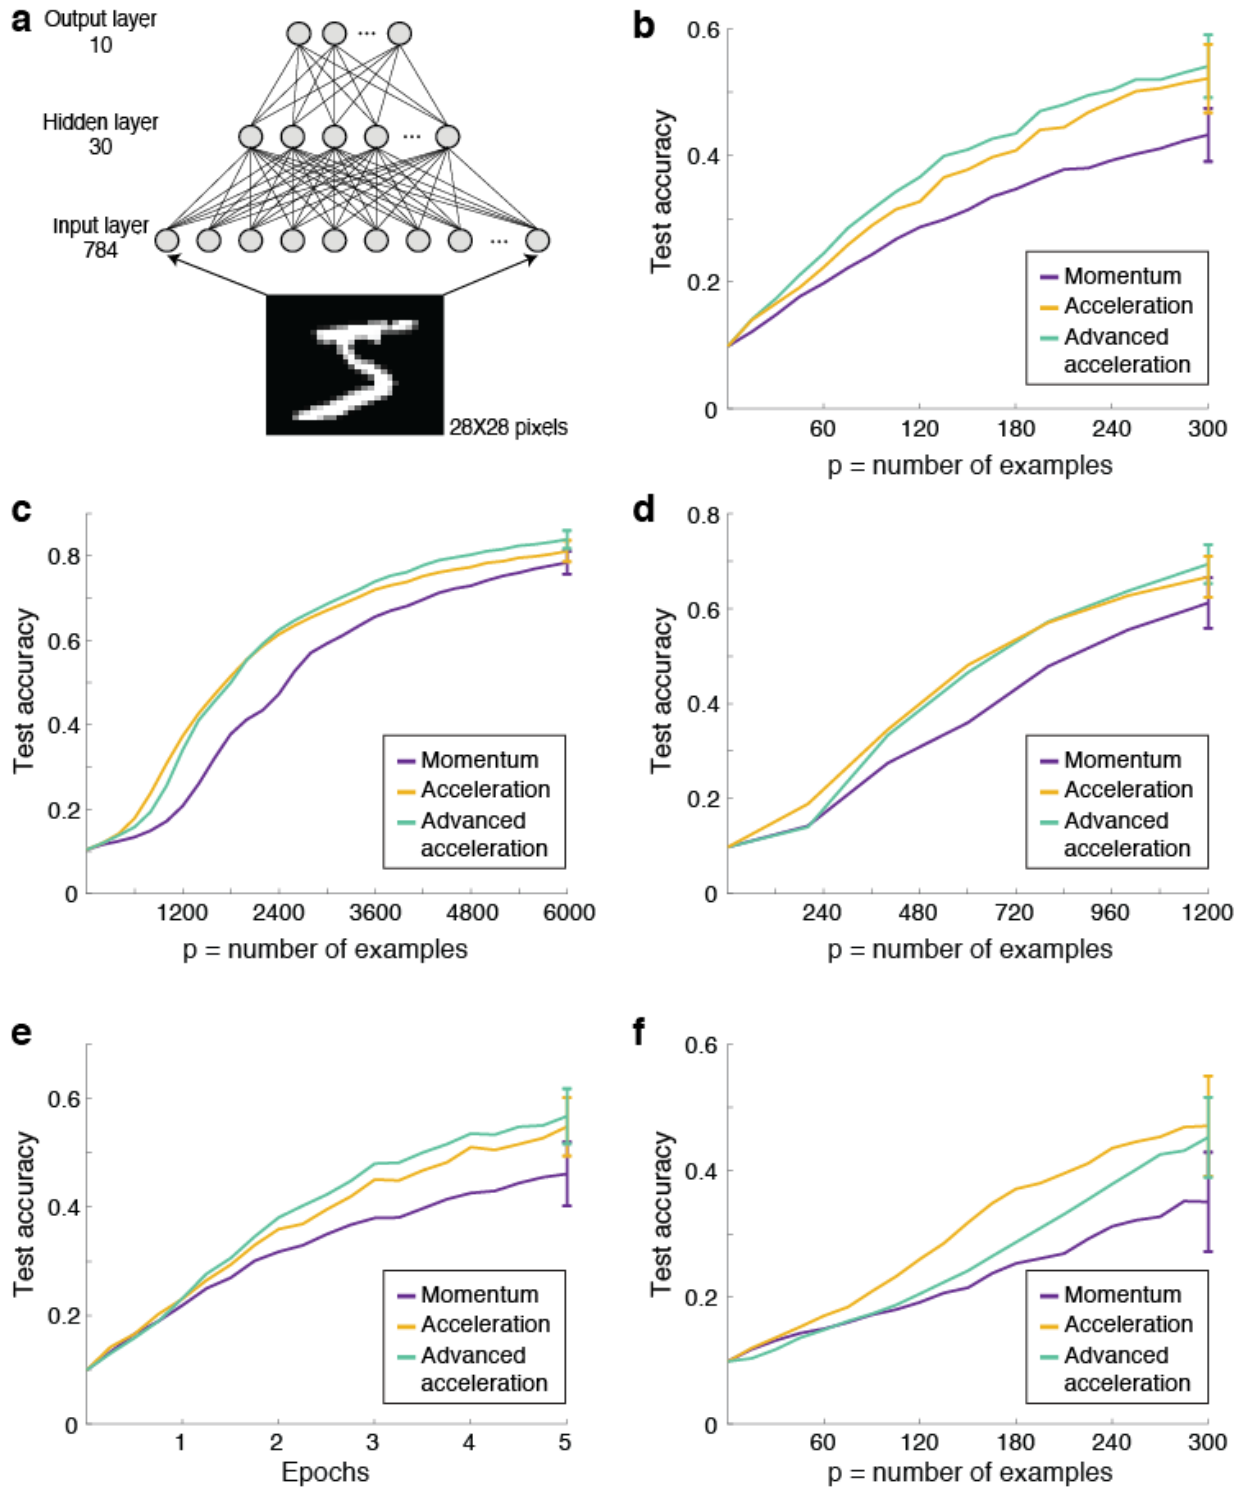 a
Output layer
10
...
Hidden layer
30
...
Input layer
784
...
28X28 pixels
b
Test accuracy
0.6
0.4
0.2
0
60 120 180 240 300
p = number of examples
Momentum
Acceleration
Advanced
acceleration
c
Test accuracy
0.8
0.6
0.4
0.2
0
1200 2400 3600 4800 6000
p = number of examples
Momentum
Acceleration
Advanced
acceleration
d
Test accuracy
0.8
0.6
0.4
0.2
0
240 480 720 960 1200
p = number of examples
Momentum
Acceleration
Advanced
acceleration
e
Test accuracy
0.6
0.4
0.2
0
1 2 3 4 5
Epochs
Momentum
Acceleration
Advanced
acceleration
f
Test accuracy
0.6
0.4
0.2
0
60 120 180 240 300
p = number of examples
Momentum
Acceleration
Advanced
acceleration